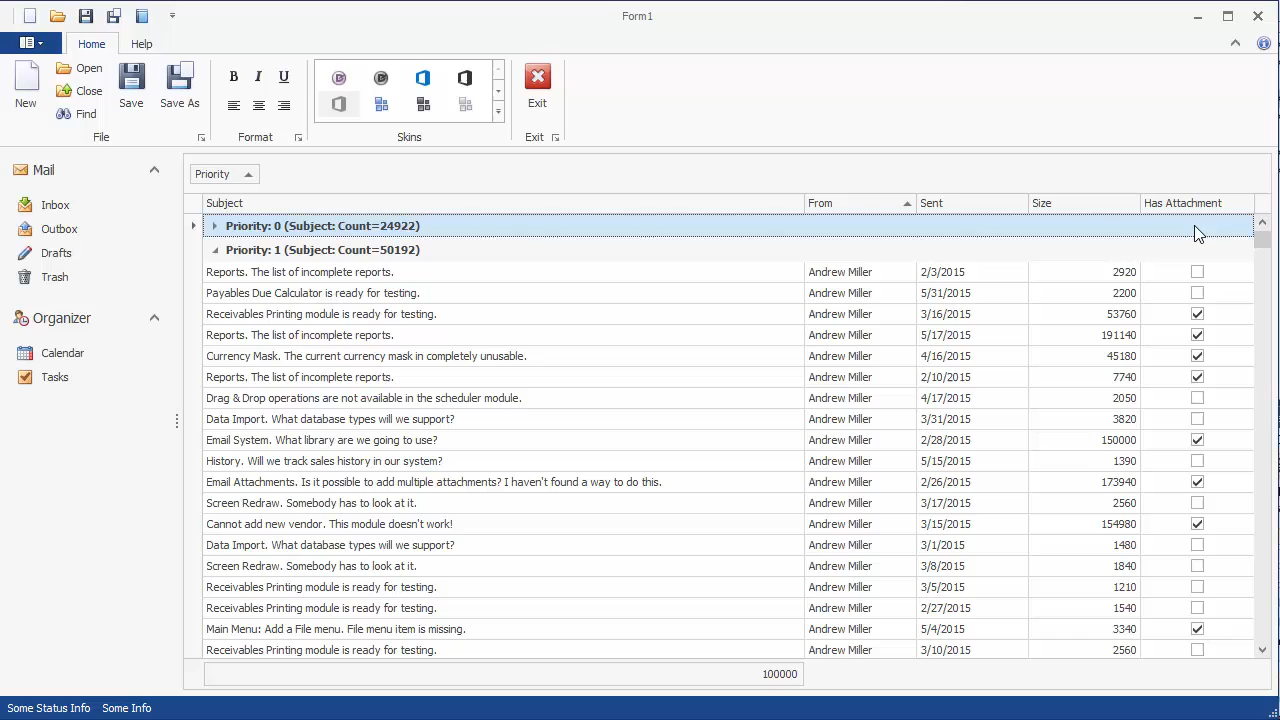 Form1
Home Help
New Open Close Find Save Save As
B I U
Exit
File Format Skins Exit
Mail
Inbox
Outbox
Drafts
Trash
Organizer
Calendar
Tasks
Priority
Subject From Sent Size Has Attachment
Priority: 0 (Subject: Count=24922)
Priority: 1 (Subject: Count=50192)
Reports. The list of incomplete reports. Andrew Miller 2/3/2015 2920
Payables Due Calculator is ready for testing. Andrew Miller 5/31/2015 2200
Receivables Printing module is ready for testing. Andrew Miller 3/16/2015 53760
Reports. The list of incomplete reports. Andrew Miller 5/17/2015 191140
Currency Mask. The current currency mask in completely unusable. Andrew Miller 4/16/2015 45180
Reports. The list of incomplete reports. Andrew Miller 2/10/2015 7740
Drag & Drop operations are not available in the scheduler module. Andrew Miller 4/17/2015 2050
Data Import. What database types will we support? Andrew Miller 3/31/2015 3820
Email System. What library are we going to use? Andrew Miller 2/28/2015 150000
History. Will we track sales history in our system? Andrew Miller 5/15/2015 1390
Email Attachments. Is it possible to add multiple attachments? I haven't found a way to do this. Andrew Miller 2/26/2015 173940
Screen Redraw. Somebody has to look at it. Andrew Miller 3/17/2015 2560
Cannot add new vendor. This module doesn't work! Andrew Miller 3/15/2015 154980
Data Import. What database types will we support? Andrew Miller 3/1/2015 1480
Screen Redraw. Somebody has to look at it. Andrew Miller 3/8/2015 1840
Receivables Printing module is ready for testing. Andrew Miller 3/5/2015 1210
Receivables Printing module is ready for testing. Andrew Miller 2/27/2015 1540
Main Menu: Add a File menu. File menu item is missing. Andrew Miller 5/4/2015 3340
Receivables Printing module is ready for testing. Andrew Miller 3/10/2015 2560
100000
Some Status Info Some Info